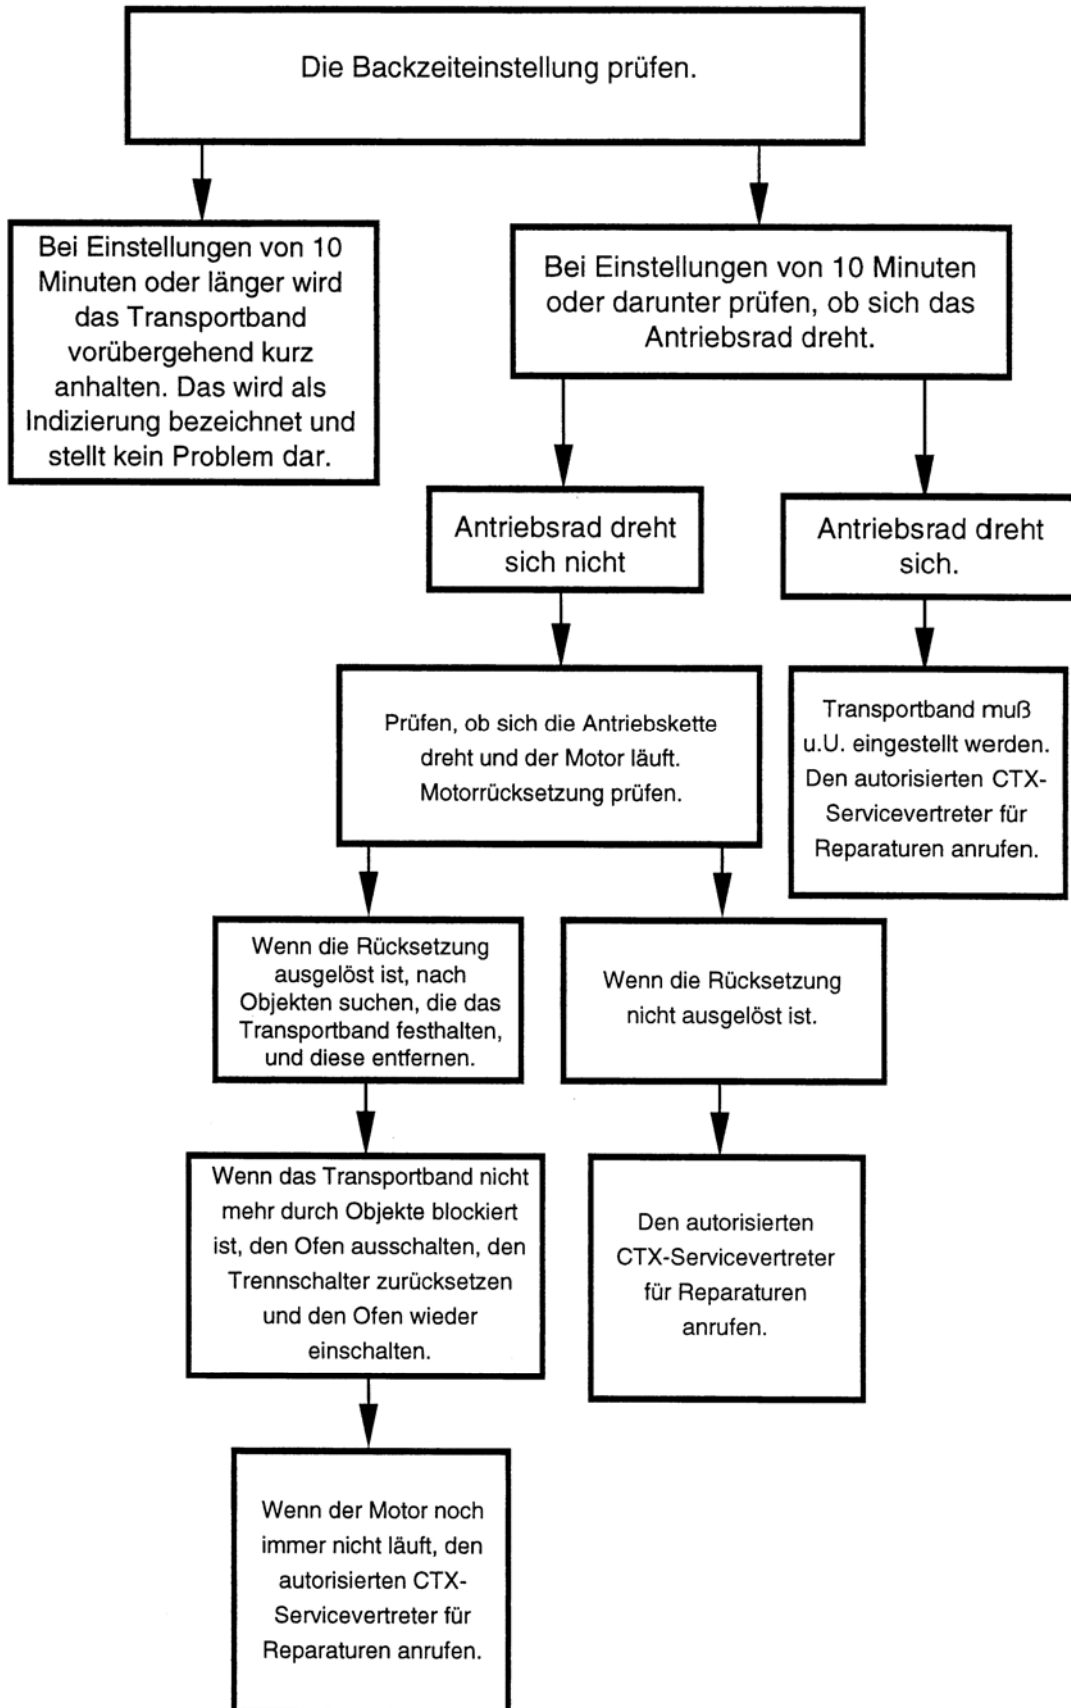 Die Backzeiteinstellung prüfen.
Bei Einstellungen von 10
Minuten oder länger wird
das Transportband
vorübergehend kurz
anhalten. Das wird als
Indizierung bezeichnet und
stellt kein Problem dar.
Bei Einstellungen von 10 Minuten
oder darunter prüfen, ob sich das
Antriebsrad dreht.
Antriebsrad dreht
sich nicht
Antriebsrad dreht
sich.
Prüfen, ob sich die Antriebskette
dreht und der Motor läuft.
Motorrücksetzung prüfen.
Transportband muß
u.U. eingestellt werden.
Den autorisierten CTX-
Servicevertreter für
Reparaturen anrufen.
Wenn die Rücksetzung
ausgelöst ist, nach
Objekten suchen, die das
Transportband festhalten,
und diese entfernen.
Wenn die Rücksetzung
nicht ausgelöst ist.
Wenn das Transportband nicht
mehr durch Objekte blockiert
ist, den Ofen ausschalten, den
Trennschalter zurücksetzen
und den Ofen wieder
einschalten.
Den autorisierten
CTX-Servicevertreter
für Reparaturen
anrufen.
Wenn der Motor noch
immer nicht läuft, den
autorisierten CTX-
Servicevertreter für
Reparaturen anrufen.